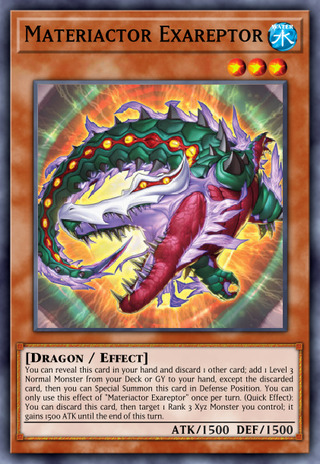 Materiactor Exareptor
WATER
水
[Dragon / Effect]
You can reveal this card in your hand and discard 1 other card; add 1 Level 3
Normal Monster from your Deck or GY to your hand, except the discarded
card, then you can Special Summon this card in Defense Position. You can
only use this effect of "Materiactor Exareptor" once per turn. (Quick Effect):
You can discard this card, then target 1 Rank 3 Xyz Monster you control; it
gains 1500 ATK until the end of this turn.
ATK/1500 DEF/1500